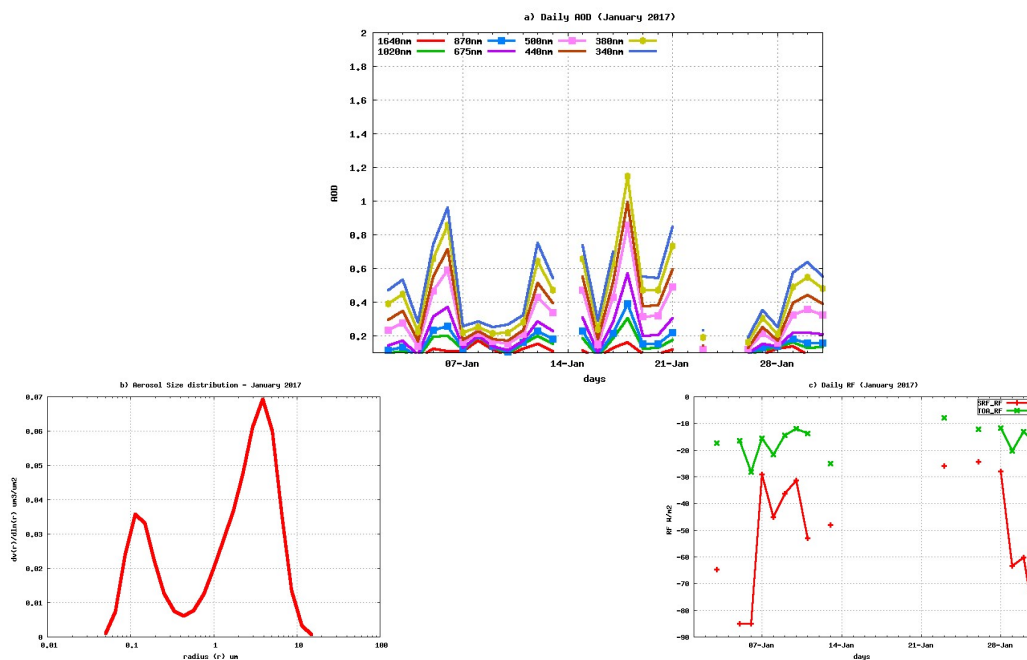 a) Daily AOD (January 2017)
2
1640nm 870nm 500nm 380nm
1020nm 675nm 440nm 340nm
1.8
1.6
1.4
1.2
AOD
1
0.8
0.6
0.4
0.2
07-Jan 14-Jan 21-Jan 28-Jan
days
b) Aerosol Size distribution - January 2017
0.07
0.06
0.05
0.04
dv(r)/dln(r) um3/um2
0.03
0.02
0.01
0
0.01 0.1 1 10 100
radius (r) um
c) Daily RF (January 2017)
0
SRF_RF
TOA_RF
-10
-20
-30
-40
RF W/m2
-50
-60
-70
-80
-90
07-Jan 14-Jan 21-Jan 28-Jan
days